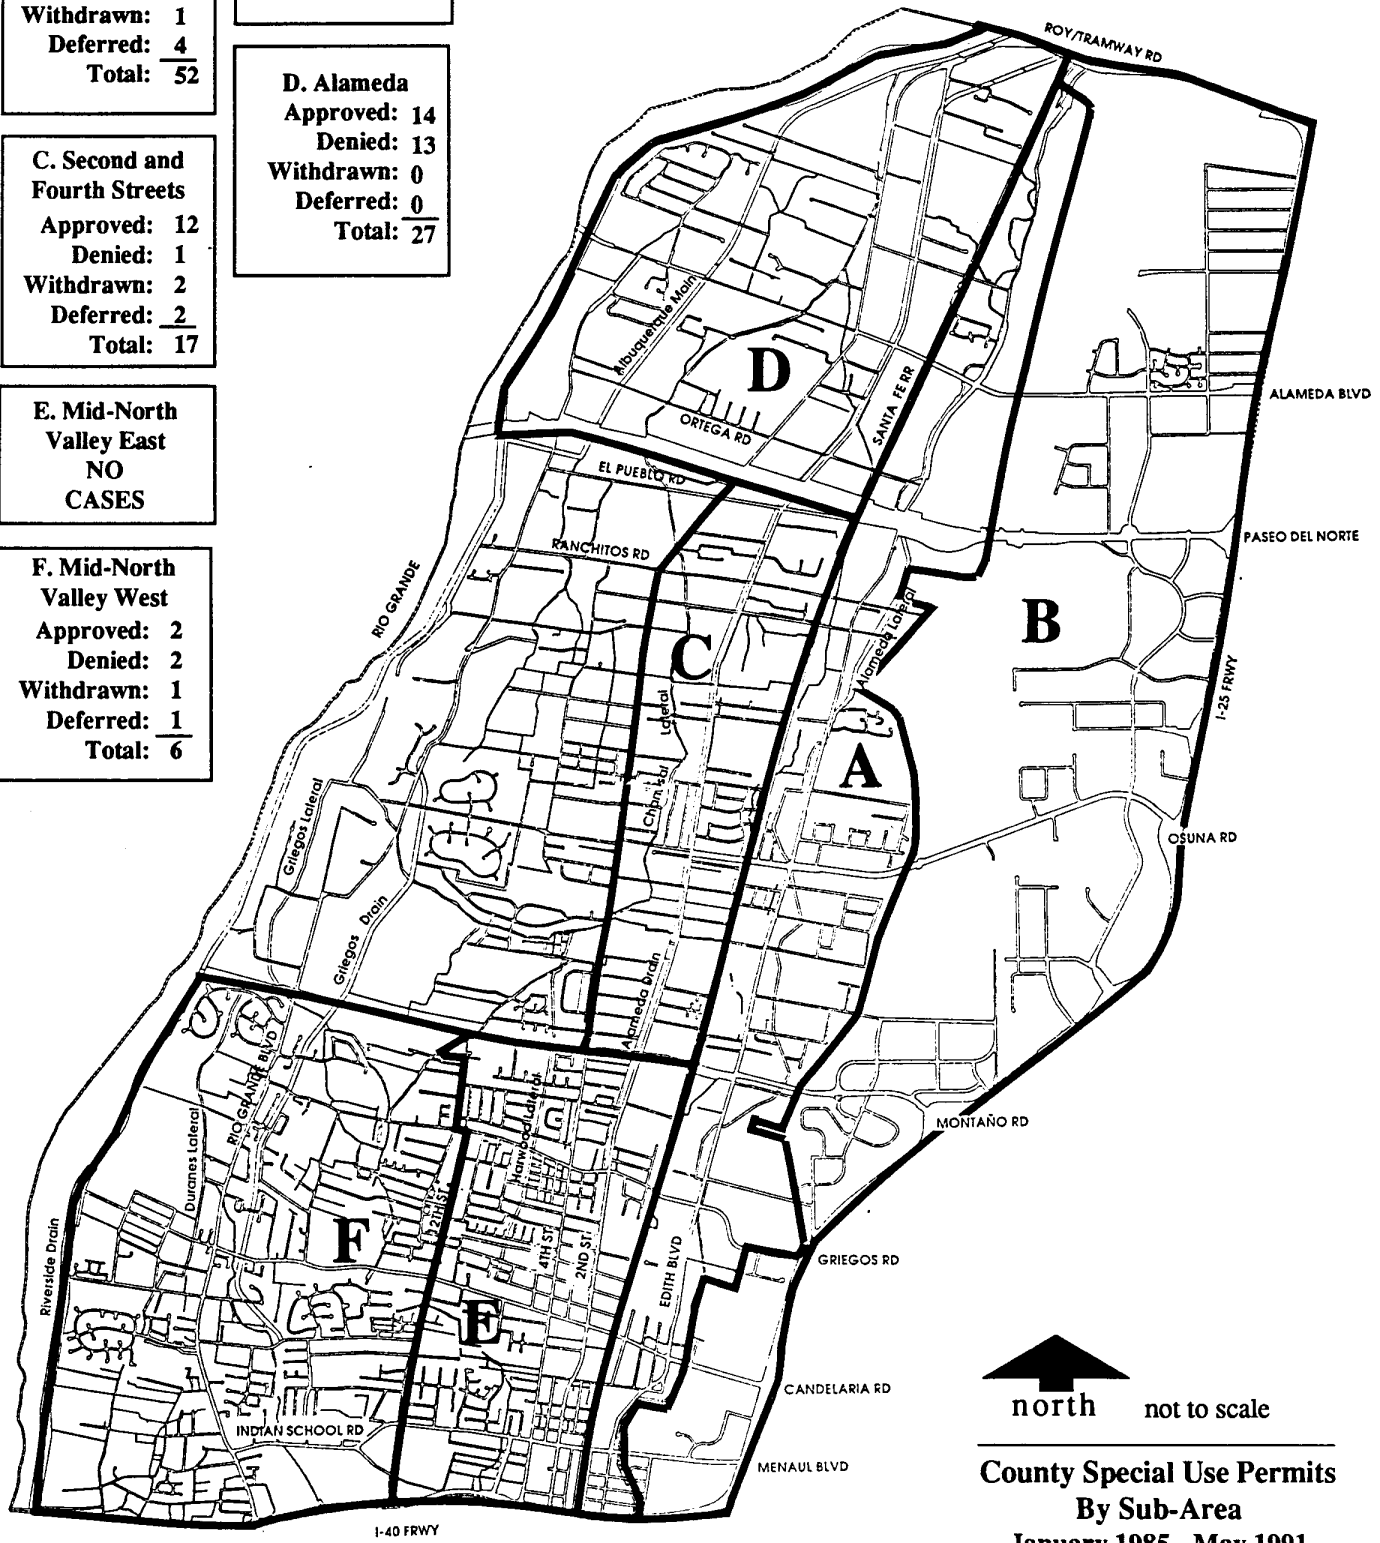 Withdrawn: 1
Deferred: 4
Total: 52
C. Second and
Fourth Streets
Approved: 12
Denied: 1
Withdrawn: 2
Deferred: 2
Total: 17
E. Mid-North
Valley East
NO
CASES
F. Mid-North
Valley West
Approved: 2
Denied: 2
Withdrawn: 1
Deferred: 1
Total: 6
D. Alameda
Approved: 14
Denied: 13
Withdrawn: 0
Deferred: 0
Total: 27
ROY/TRAMWAY RD
Albuquerque Main
D
SANTA FE RR
ALAMEDA BLVD
ORTEGA RD
EL PUEBLO RD
PASEO DEL NORTE
RANCHITOS RD
RIO GRANDE
Alameda Lateral
B
C
Lateral
I-25 FRWY
A
Chamisal
Griegos Lateral
OSUNA RD
Griegos Drain
Alameda Drain
RIO GRANDE BLVD
Harwood Lateral
MONTAÑO RD
Duranes Lateral
12TH ST
F
4TH ST
2ND ST
EDITH BLVD
GRIEGOS RD
Riverside Drain
E
CANDELARIA RD
INDIAN SCHOOL RD
MENAUL BLVD
I-40 FRWY
north not to scale
County Special Use Permits
By Sub-Area
January 1985 - May 1991